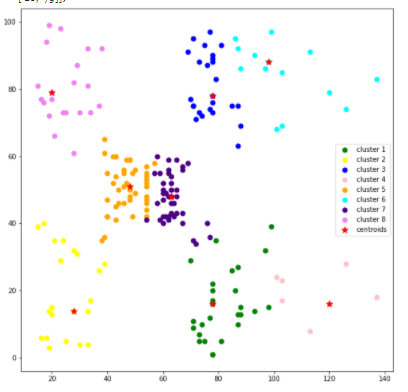 100
80
60
40
20
0
cluster 1
cluster 2
cluster 3
cluster 4
cluster 5
cluster 6
cluster 7
cluster 8
centroids
20 40 60 80 100 120 140